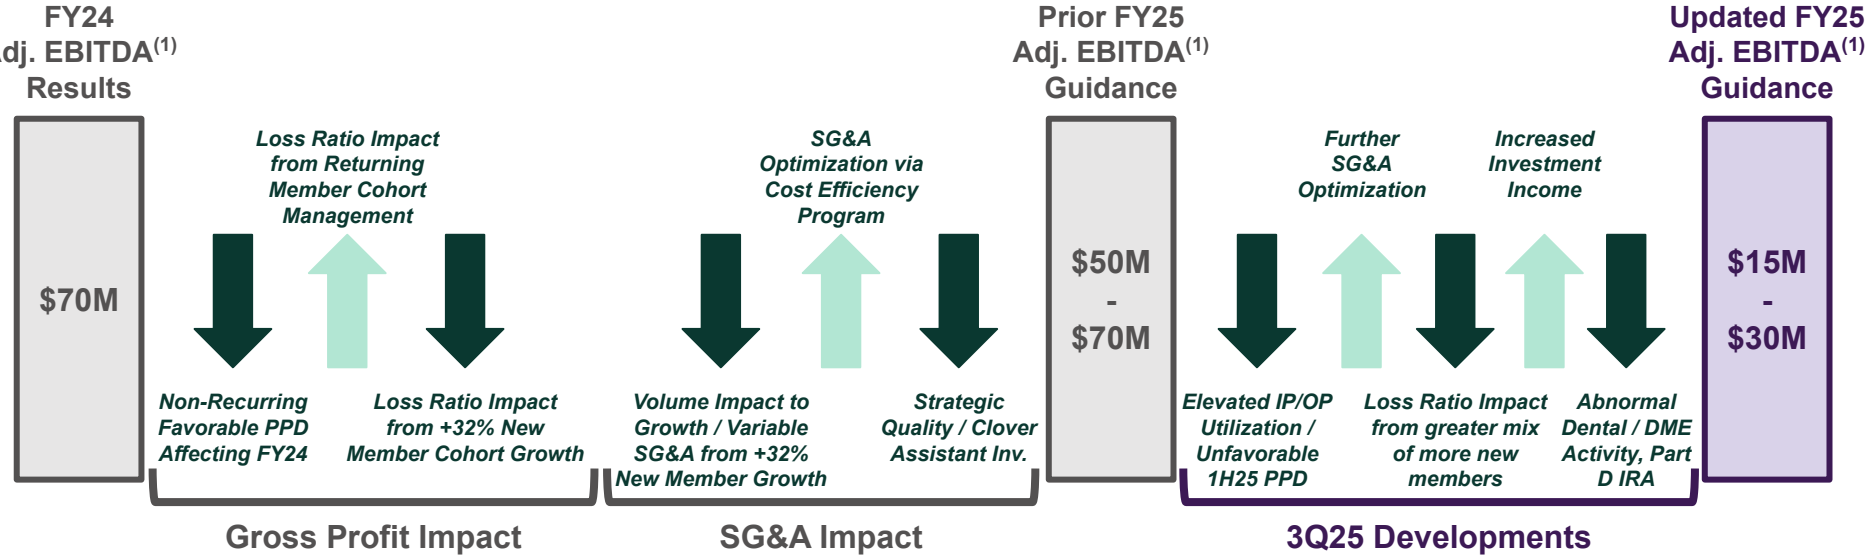 FY24
dj. EBITDA(1)
Results
$70M
Loss Ratio Impact
from Returning
Member Cohort
Management
Non-Recurring
Favorable PPD
Affecting FY24
Loss Ratio Impact
from +32% New
Member Cohort Growth
Gross Profit Impact
SG&A
Optimization via
Cost Efficiency
Program
Volume Impact to
Growth / Variable
SG&A from +32%
New Member Growth
Strategic
Quality / Clover
Assistant Inv.
SG&A Impact
Prior FY25
Adj. EBITDA(1)
Guidance
$50M
-
$70M
Further
SG&A
Optimization
Increased
Investment
Income
Elevated IP/OP
Utilization /
Unfavorable
1H25 PPD
Loss Ratio Impact
from greater mix
of more new
members
Abnormal
Dental / DME
Activity, Part
D IRA
3Q25 Developments
Updated FY25
Adj. EBITDA(1)
Guidance
$15M
-
$30M